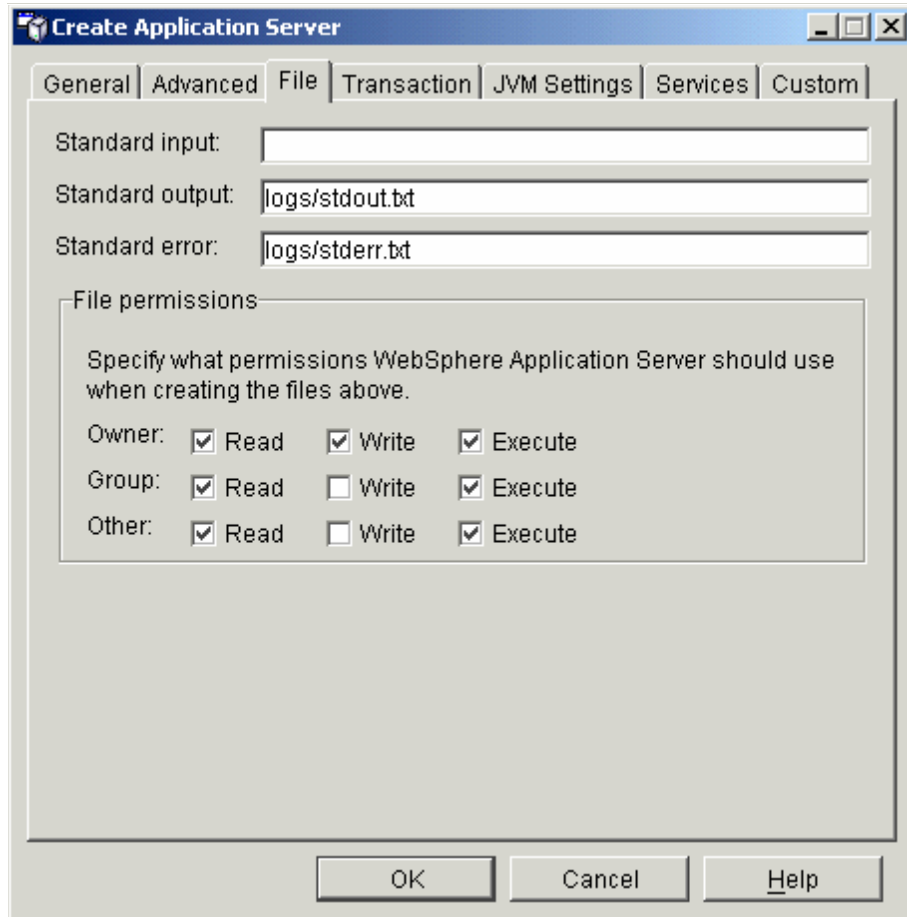 Create Application Server
General Advanced File Transaction JVM Settings Services Custom
Standard input:
Standard output: logs/stdout.txt
Standard error: logs/stderr.txt
File permissions
Specify what permissions WebSphere Application Server should use
when creating the files above.
Owner: Read Write Execute
Group: Read Write Execute
Other: Read Write Execute
OK Cancel Help